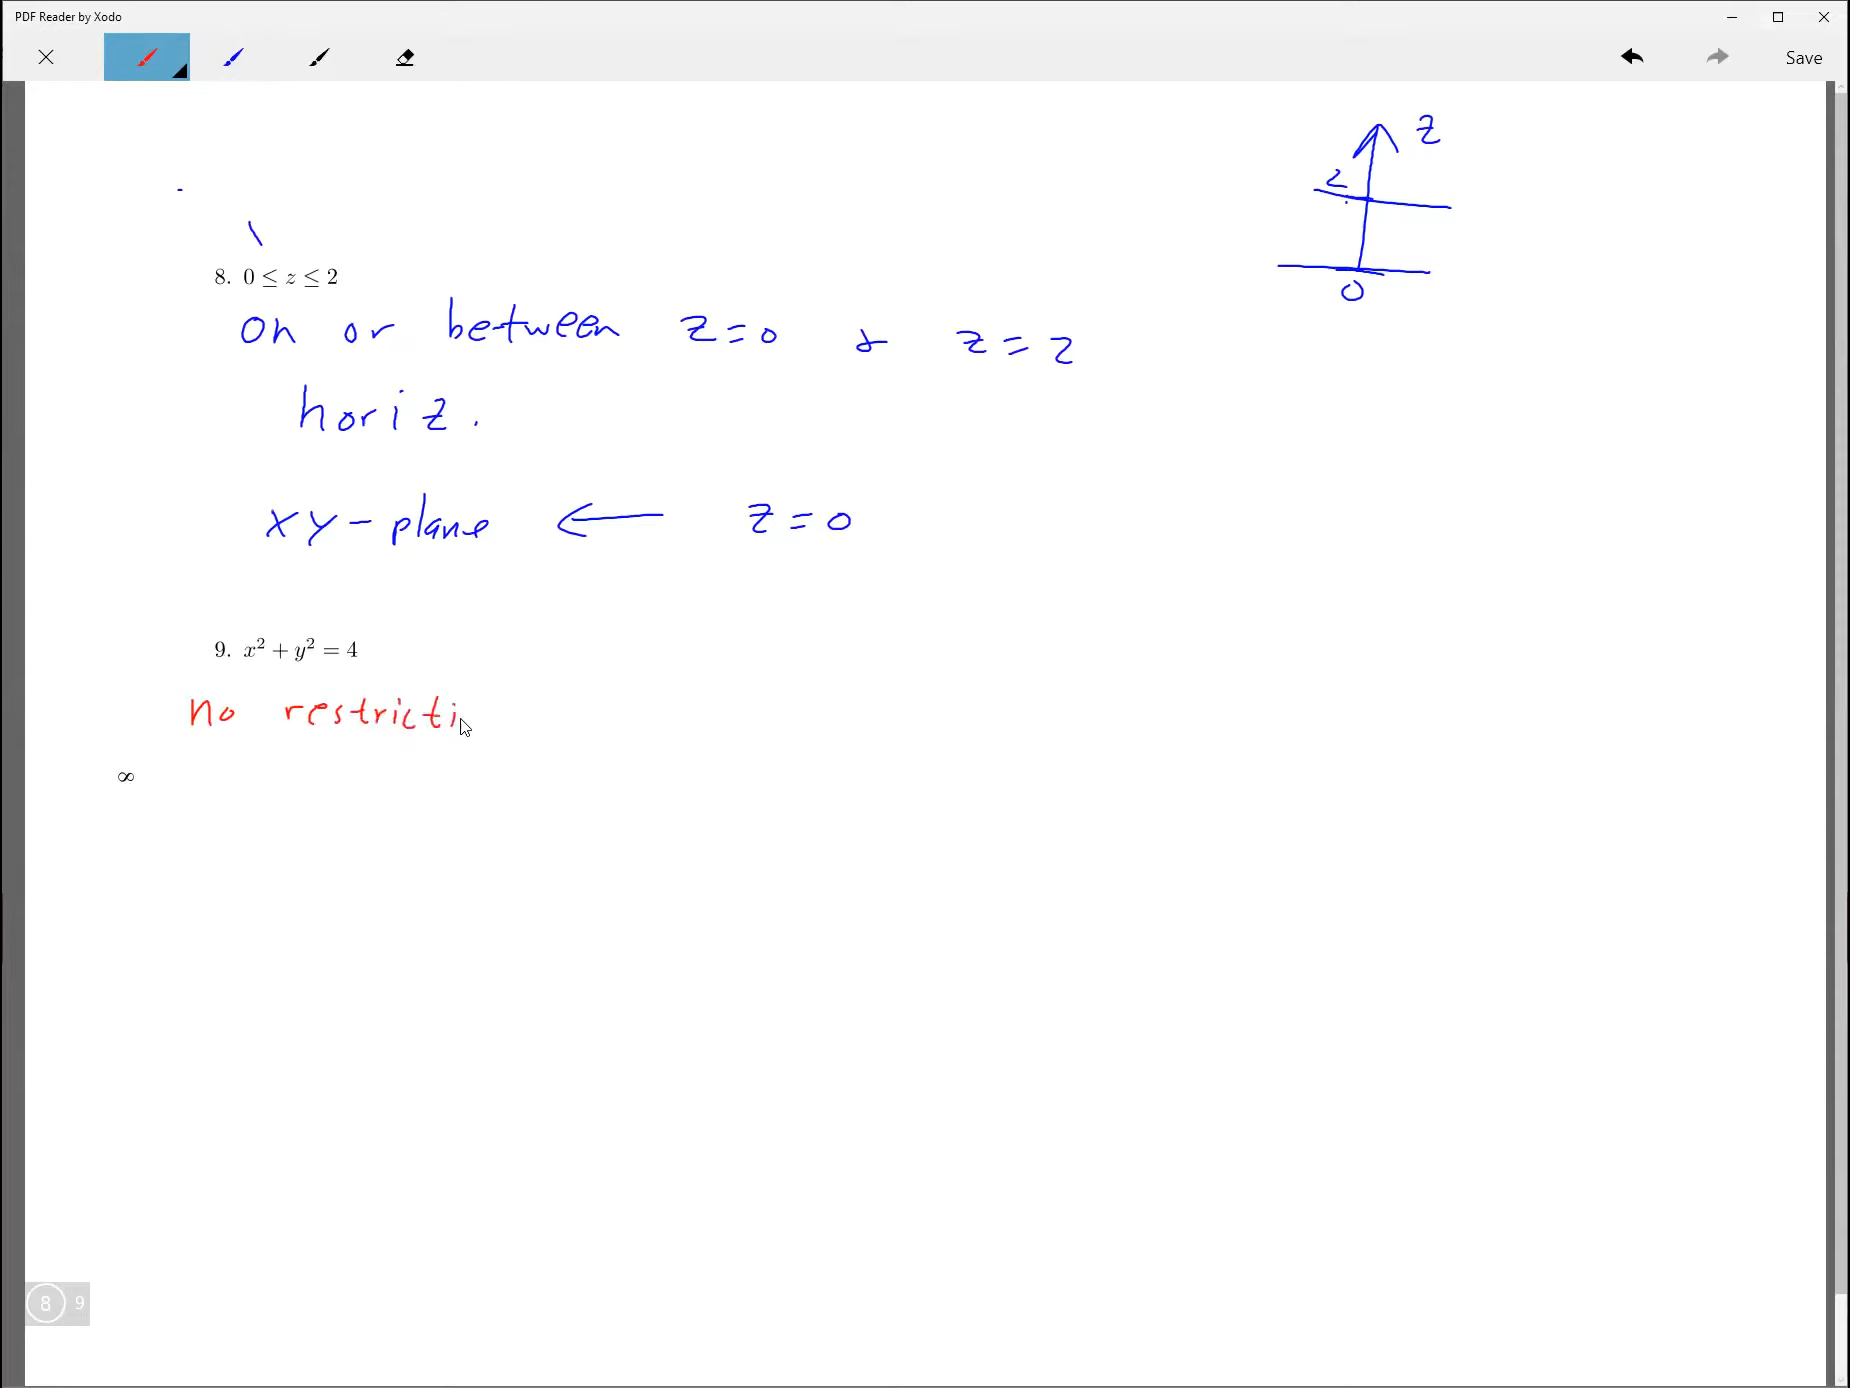 PDF Reader by Xodo
Save
z
2
0
8. 0 ≤ z ≤ 2
On or between z=0 & z=2
horiz.
xy-plane ← z=0
9. x² + y² = 4
no restricti
∞
8 9